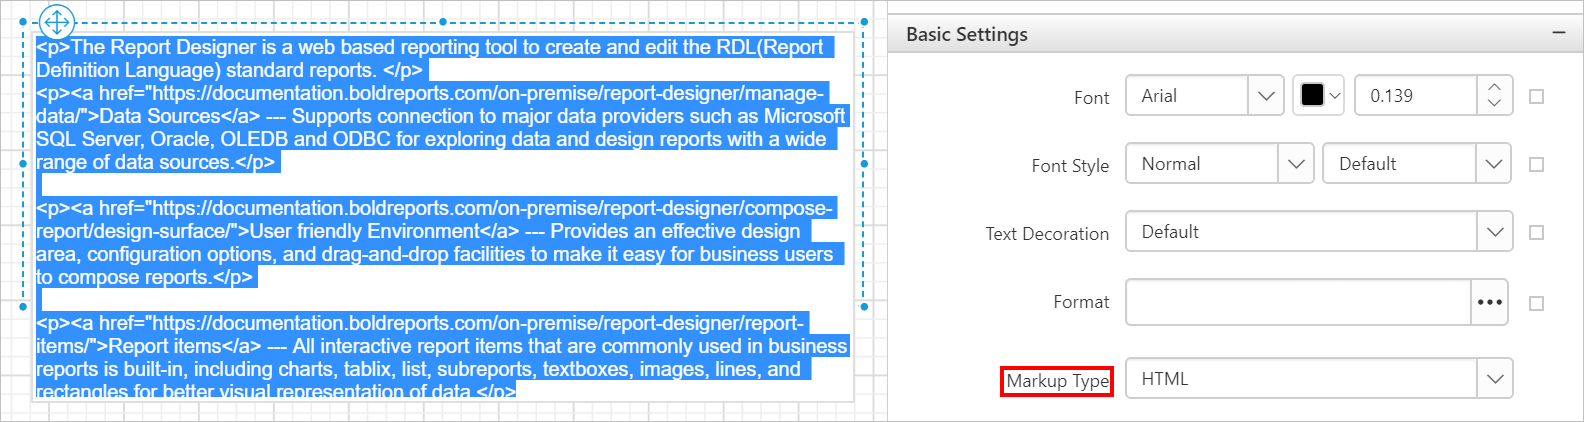 <p>The Report Designer is a web based reporting tool to create and edit the RDL(Report
Definition Language) standard reports. </p>
<p><a href="https://documentation.boldreports.com/on-premise/report-designer/manage-
data/">Data Sources</a> --- Supports connection to major data providers such as Microsoft
SQL Server, Oracle, OLEDB and ODBC for exploring data and design reports with a wide
range of data sources.</p>
<p><a href="https://documentation.boldreports.com/on-premise/report-designer/compose-
report/design-surface/">User friendly Environment</a> --- Provides an effective design
area, configuration options, and drag-and-drop facilities to make it easy for business users
to compose reports.</p>
<p><a href="https://documentation.boldreports.com/on-premise/report-designer/report-
items/">Report items</a> --- All interactive report items that are commonly used in business
reports is built-in, including charts, tablix, list, subreports, textboxes, images, lines, and
rectangles for better visual representation of data.</p>
Basic Settings
Font Arial 0.139
Font Style Normal Default
Text Decoration Default
Format
Markup Type HTML